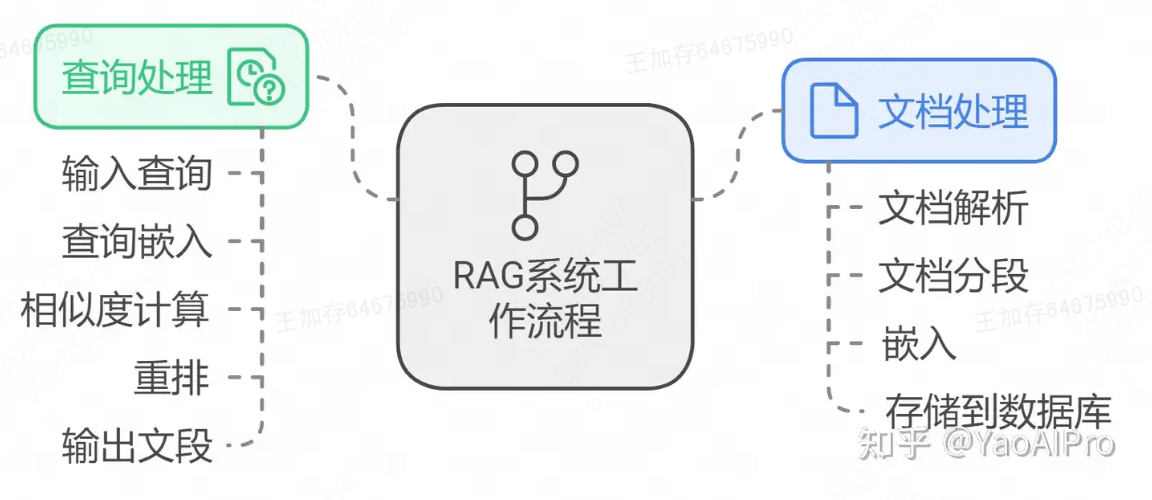 查询处理
输入查询
查询嵌入
相似度计算
重排
输出文段
RAG系统工
作流程
文档处理
文档解析
文档分段
嵌入
存储到数据库
知乎 @YaoAIPro
王加存64675990
王加存64675990
王加存64675990
64675990